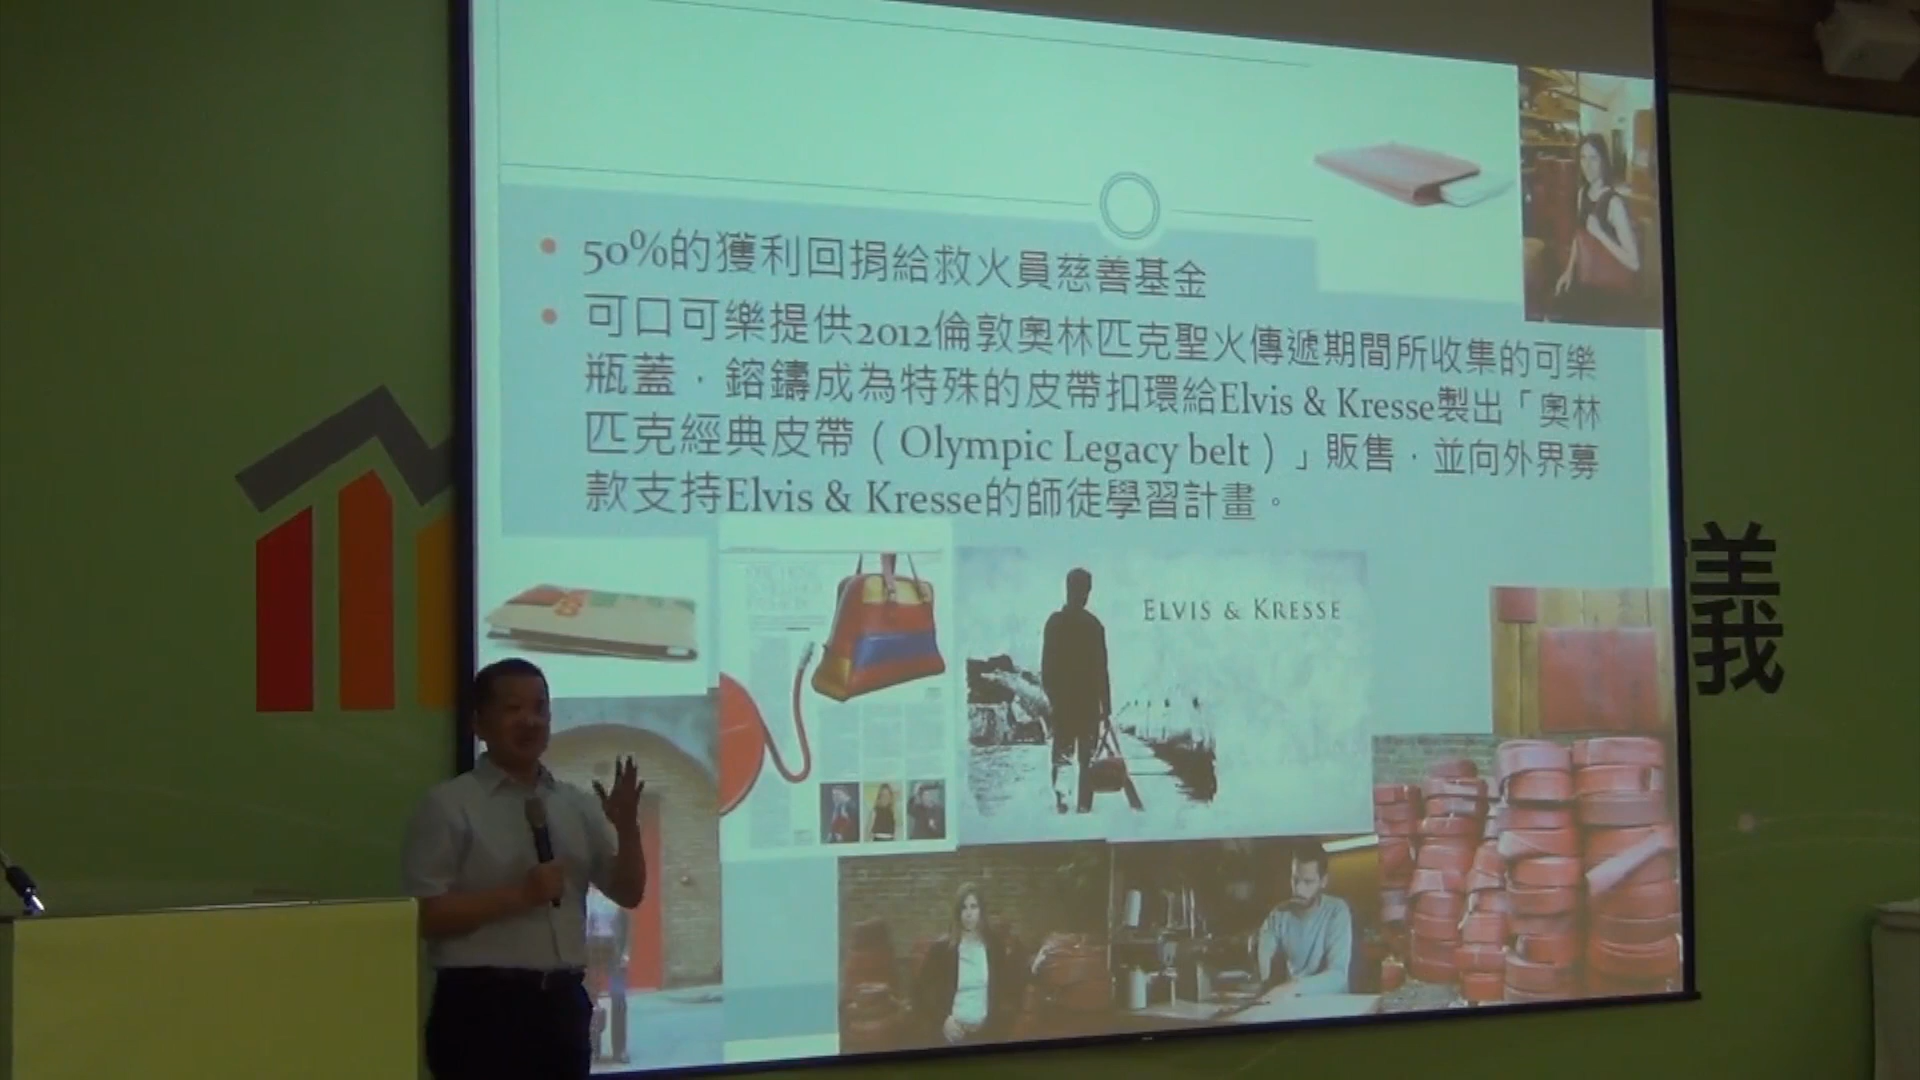 50%的獲利回捐給救火員慈善基金
可口可樂提供2012倫敦奧林匹克聖火傳遞期間所收集的可樂
瓶蓋，鎔鑄成為特殊的皮帶扣環給Elvis & Kresse製出「奧林
匹克經典皮帶（Olympic Legacy belt）」販售，並向外界募
款支持Elvis & Kresse的師徒學習計畫。
ELVIS & KRESSE
義